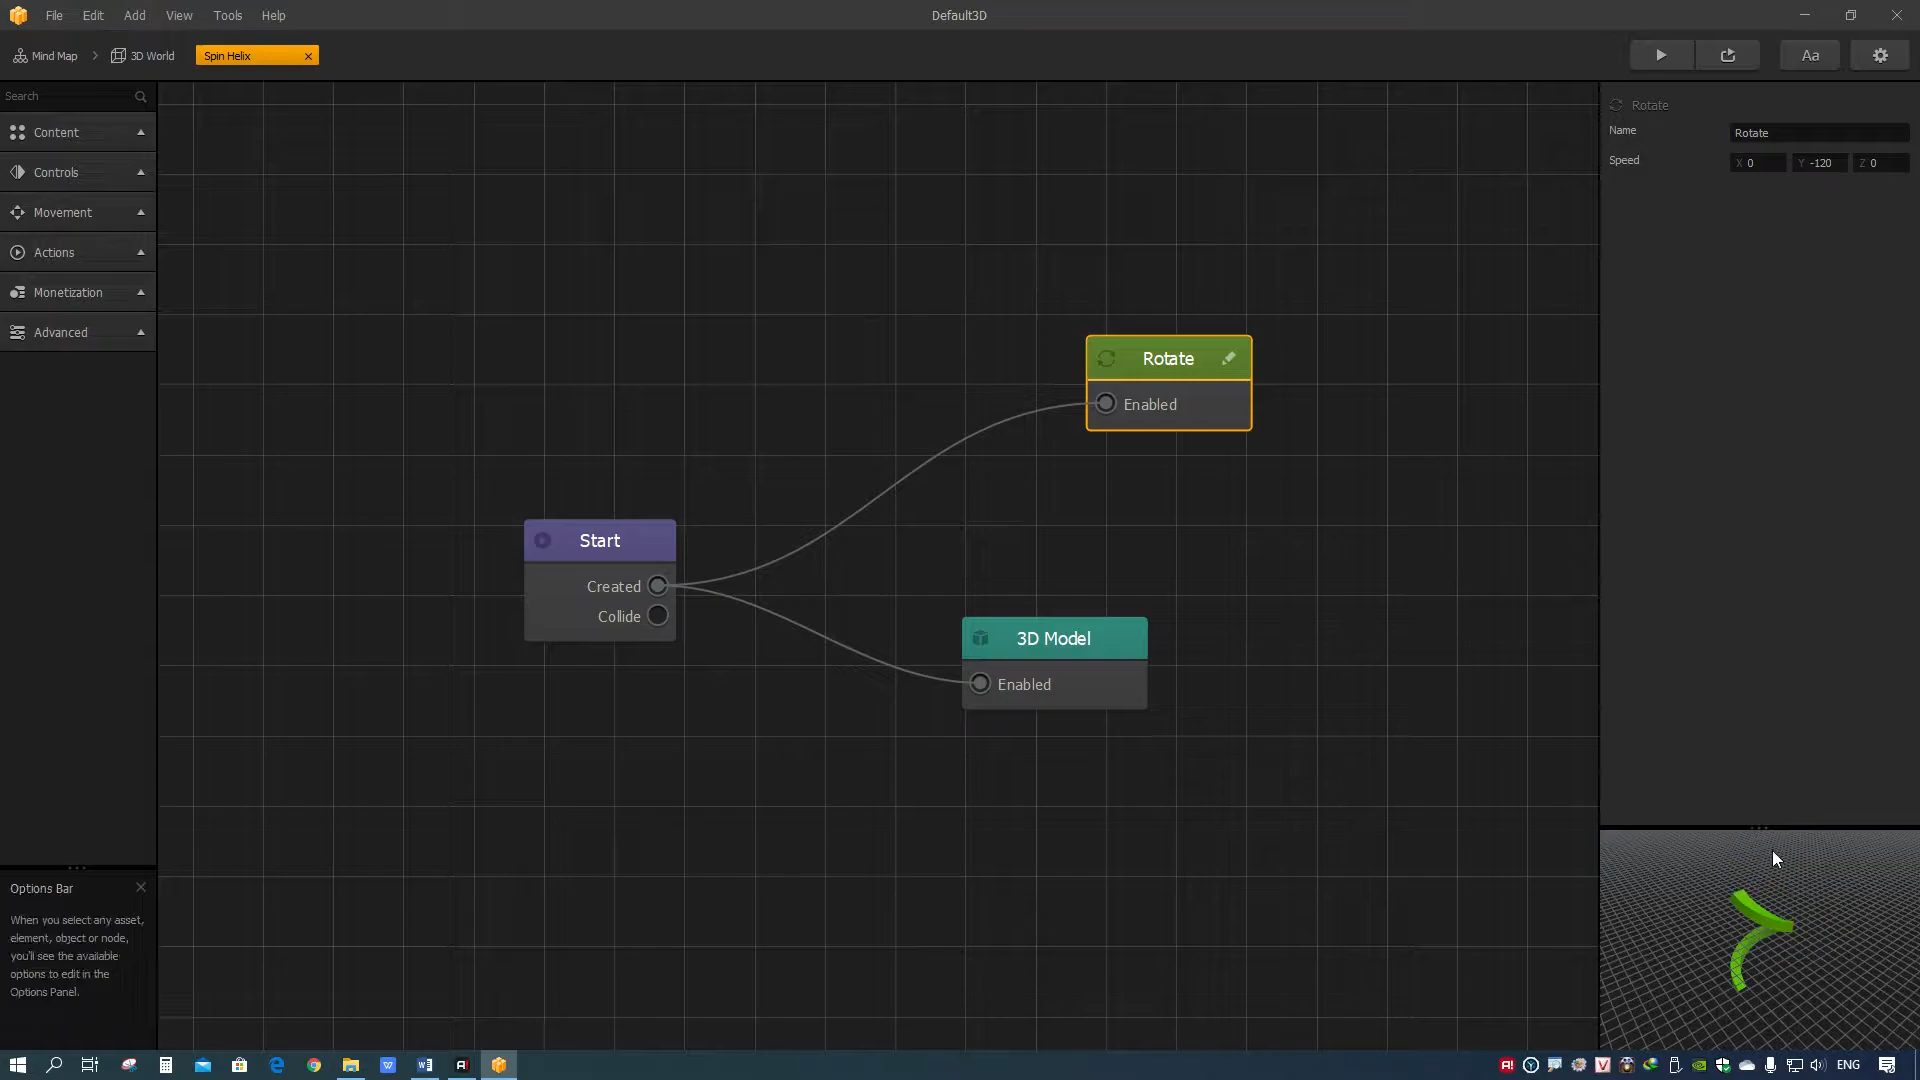 File Edit Add View Tools Help
Default3D
Mind Map
3D World
Spin Helix
Aa
Search
Content
Controls
Movement
Actions
Monetization
Advanced
Start
Created
Collide
Rotate
Enabled
3D Model
Enabled
Rotate
Name Rotate
Speed X 0 Y -120 Z 0
Options Bar
When you select any asset,
element, object or node,
you'll see the available
options to edit in the
Options Panel.
ENG